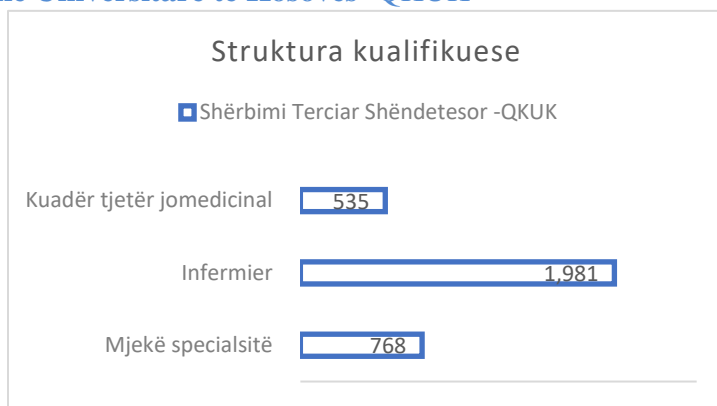 Struktura kualifikuese
Shërbimi Terciar Shëndetesor -QKUK
Kuadër tjetër jomedicinal 535
Infermier 1,981
Mjekë specialsitë 768